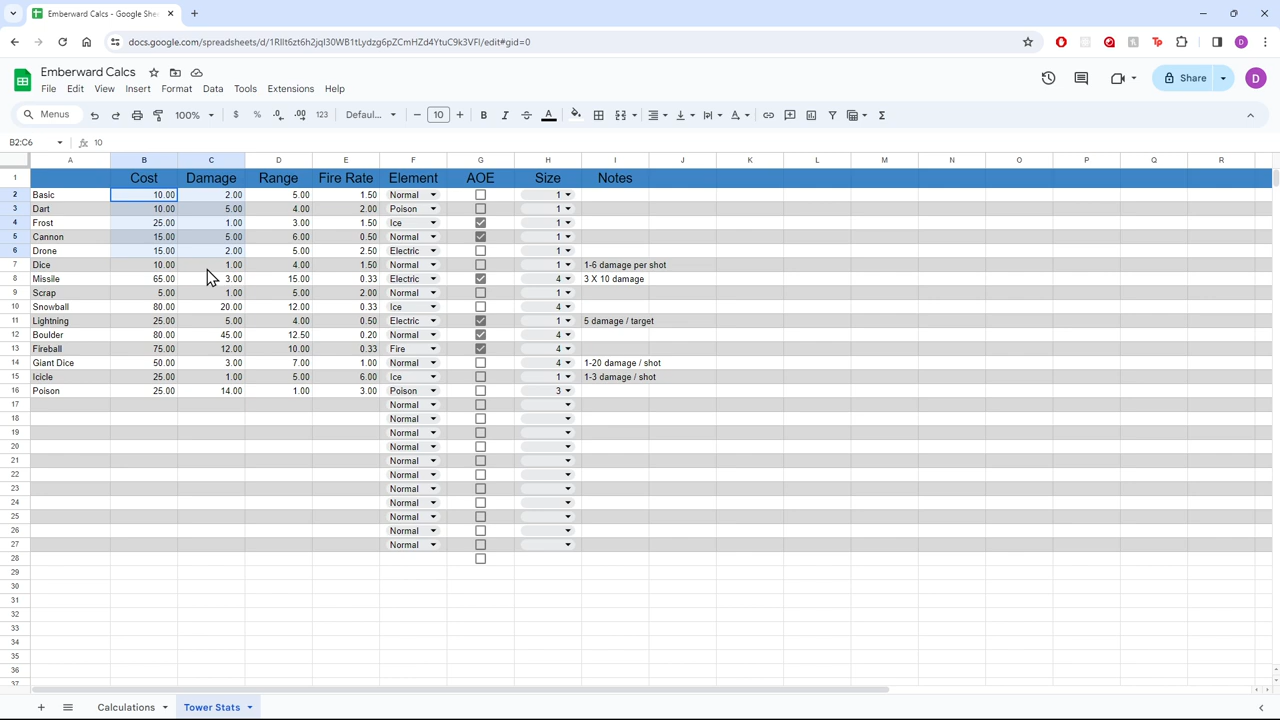 Emberward Calcs - Google She
docs.google.com/spreadsheets/d/1RIlt6zt6h2jql30WB1tLydzg6pZCmHZd4YtuC9k3VFI/edit#gid=0
Emberward Calcs
File Edit View Insert Format Data Tools Extensions Help
Share D
Menus 100% $ % .0 .00 123 Defaul... 10 B I A
B2:C6 fx 10
A B C D E F G H I J K L M N O P Q R
1 Cost Damage Range Fire Rate Element AOE Size Notes
2 Basic 10.00 2.00 5.00 1.50 Normal 1
3 Dart 10.00 5.00 4.00 2.00 Poison 1
4 Frost 25.00 1.00 3.00 1.50 Ice 1
5 Cannon 15.00 5.00 6.00 0.50 Normal 1
6 Drone 15.00 2.00 5.00 2.50 Electric 1
7 Dice 10.00 1.00 4.00 1.50 Normal 1 1-6 damage per shot
8 Missile 65.00 3.00 15.00 0.33 Electric 4 3 X 10 damage
9 Scrap 5.00 1.00 5.00 2.00 Normal 1
10 Snowball 80.00 20.00 12.00 0.33 Ice 4
11 Lightning 25.00 5.00 4.00 0.50 Electric 1 5 damage / target
12 Boulder 80.00 45.00 12.50 0.20 Normal 4
13 Fireball 75.00 12.00 10.00 0.33 Fire 4
14 Giant Dice 50.00 3.00 7.00 1.00 Normal 4 1-20 damage / shot
15 Icicle 25.00 1.00 5.00 6.00 Ice 1 1-3 damage / shot
16 Poison 25.00 14.00 1.00 3.00 Poison 3
17 Normal
18 Normal
19 Normal
20 Normal
21 Normal
22 Normal
23 Normal
24 Normal
25 Normal
26 Normal
27 Normal
28
29
30
31
32
33
34
35
36
37
Calculations Tower Stats